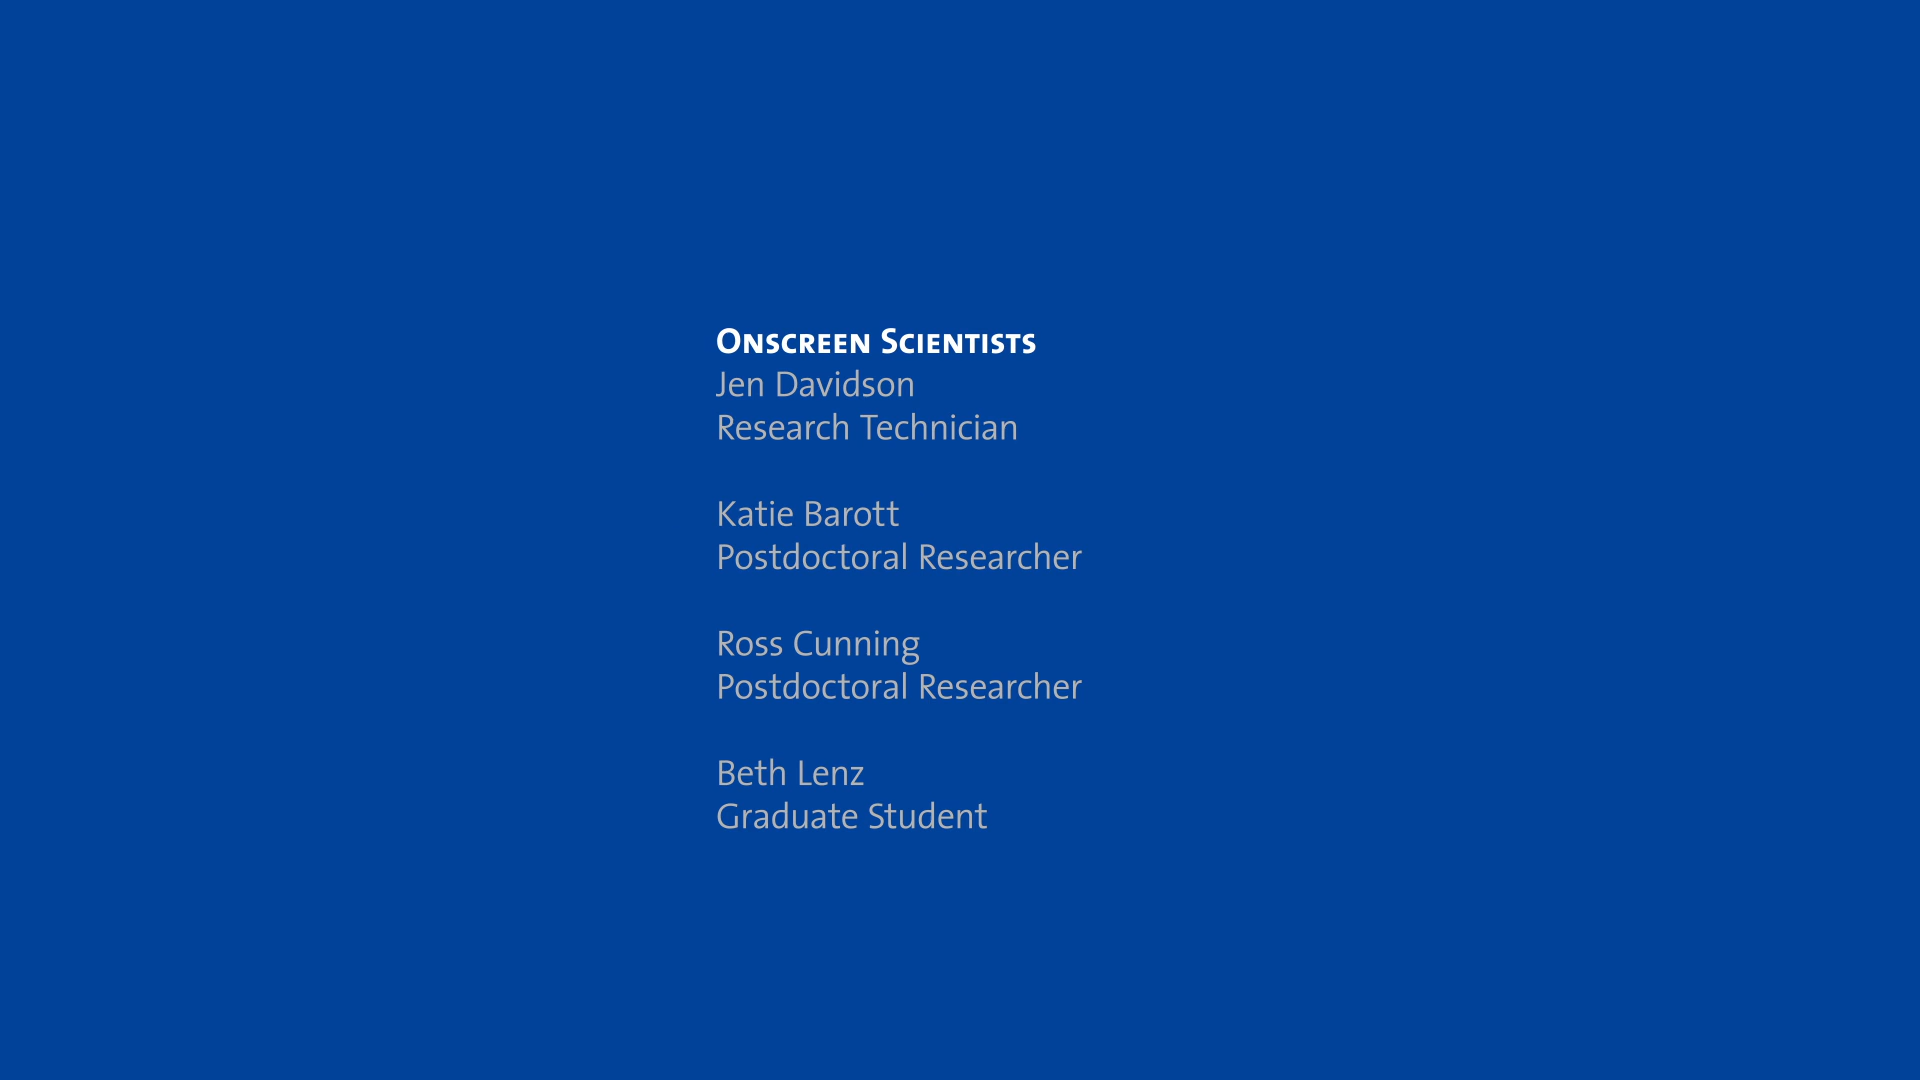 Onscreen Scientists
Jen Davidson
Research Technician
Katie Barott
Postdoctoral Researcher
Ross Cunning
Postdoctoral Researcher
Beth Lenz
Graduate Student